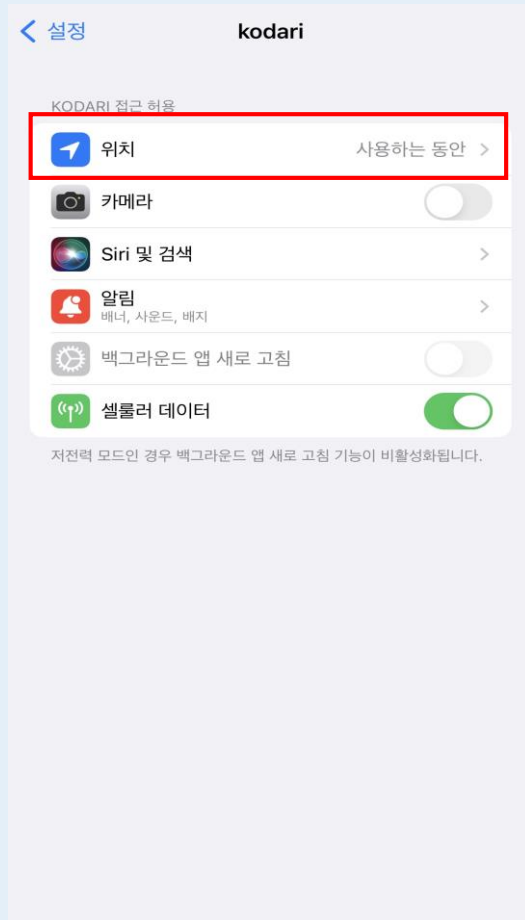 설정
kodari
KODARI 접근 허용
위치 사용하는 동안
카메라
Siri 및 검색
알림
배너, 사운드, 배지
백그라운드 앱 새로 고침
셀룰러 데이터
저전력 모드인 경우 백그라운드 앱 새로 고침 기능이 비활성화됩니다.